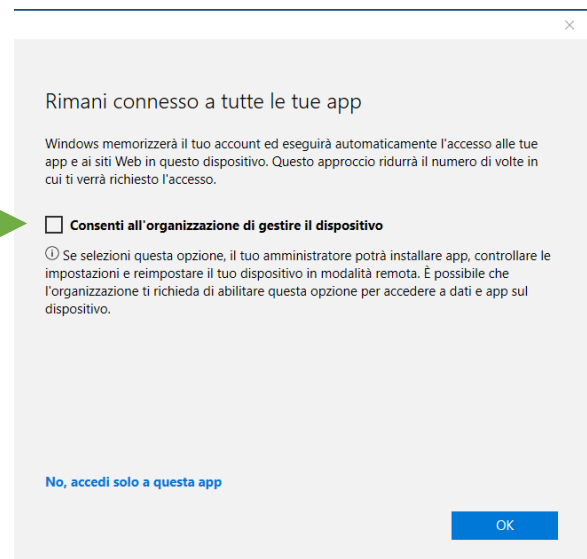 Rimani connesso a tutte le tue app
Windows memorizzerà il tuo account ed eseguirà automaticamente l'accesso alle tue
app e ai siti Web in questo dispositivo. Questo approccio ridurrà il numero di volte in
cui ti verrà richiesto l'accesso.
Consenti all'organizzazione di gestire il dispositivo
Se selezioni questa opzione, il tuo amministratore potrà installare app, controllare le
impostazioni e reimpostare il tuo dispositivo in modalità remota. È possibile che
l'organizzazione ti richieda di abilitare questa opzione per accedere a dati e app sul
dispositivo.
No, accedi solo a questa app
OK